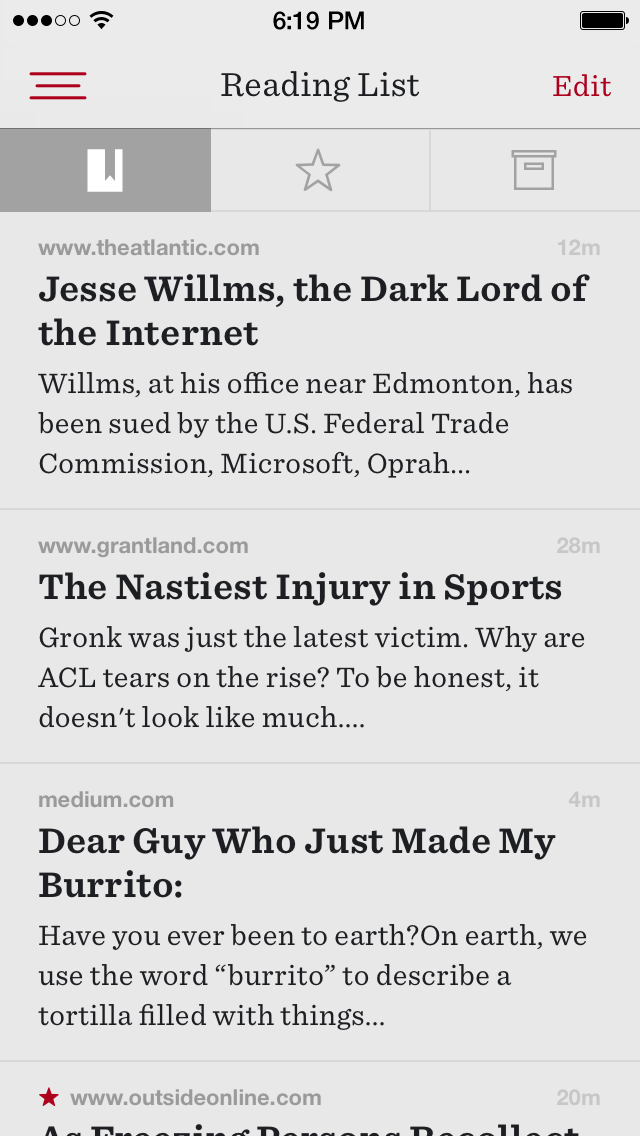 6:19 PM
Reading List
Edit
www.theatlantic.com
12m
Jesse Willms, the Dark Lord of
the Internet
Willms, at his office near Edmonton, has
been sued by the U.S. Federal Trade
Commission, Microsoft, Oprah...
www.grantland.com
28m
The Nastiest Injury in Sports
Gronk was just the latest victim. Why are
ACL tears on the rise? To be honest, it
doesn't look like much....
medium.com
4m
Dear Guy Who Just Made My
Burrito:
Have you ever been to earth?On earth, we
use the word “burrito” to describe a
tortilla filled with things...
www.outsideonline.com
20m
As Freezing Persons Recollect